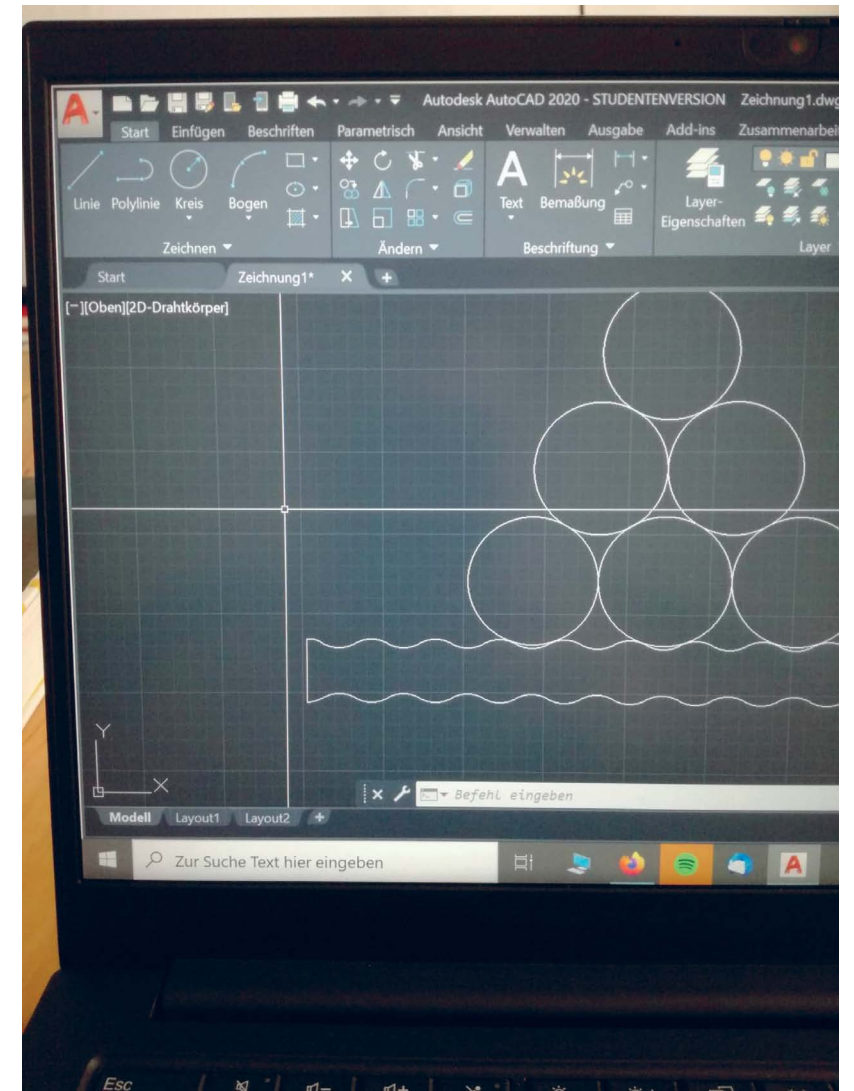 Autodesk AutoCAD 2020 - STUDENTENVERSION Zeichnung1.dwg
Start Einfügen Beschriften Parametrisch Ansicht Verwalten Ausgabe Add-ins Zusammenarbei
Linie Polylinie Kreis Bogen
A Text Bemaßung
Layer-
Eigenschaften
Zeichnen Ändern Beschriftung Layer
Start Zeichnung1* X +
[−][Oben][2D-Drahtkörper]
Y
X
Befehl eingeben
Modell Layout1 Layout2 +
Zur Suche Text hier eingeben
A
Esc